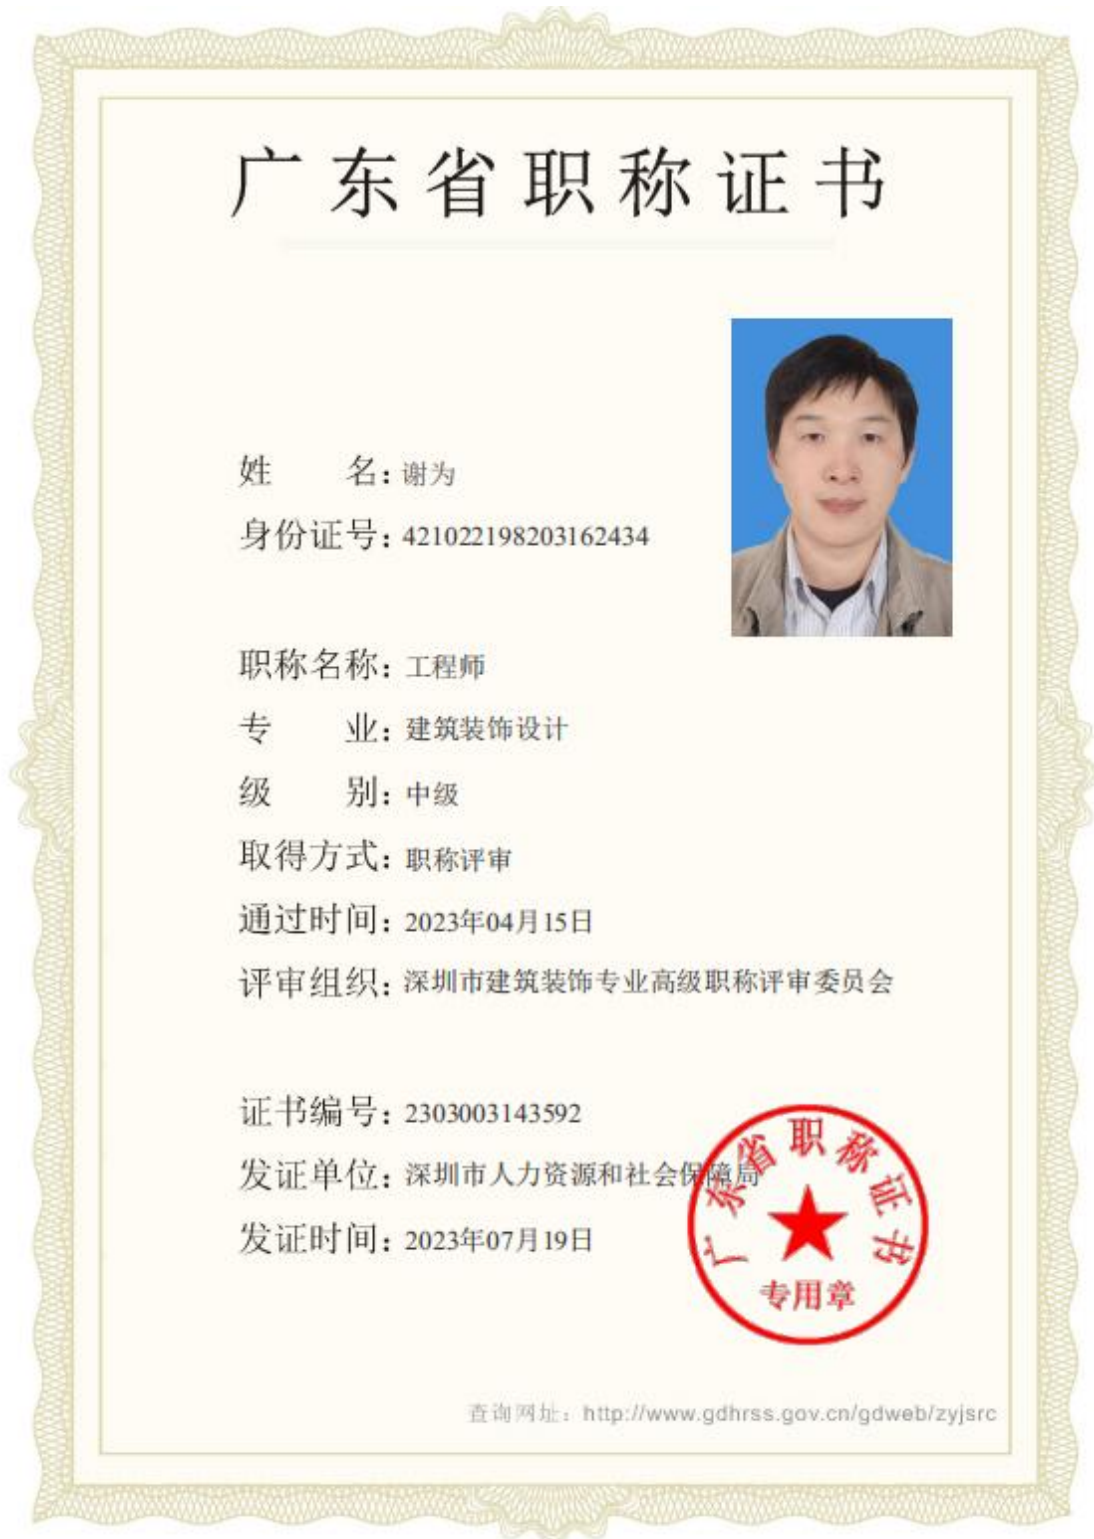 广东省职称证书
姓 名：谢为
身份证号：421022198203162434
职称名称：工程师
专 业：建筑装饰设计
级 别：中级
取得方式：职称评审
通过时间：2023年04月15日
评审组织：深圳市建筑装饰专业高级职称评审委员会
证书编号：2303003143592
发证单位：深圳市人力资源和社会保障局
发证时间：2023年07月19日
广东省职称证书
专用章
查询网址：http://www.gdhrss.gov.cn/gdweb/zyjsrc